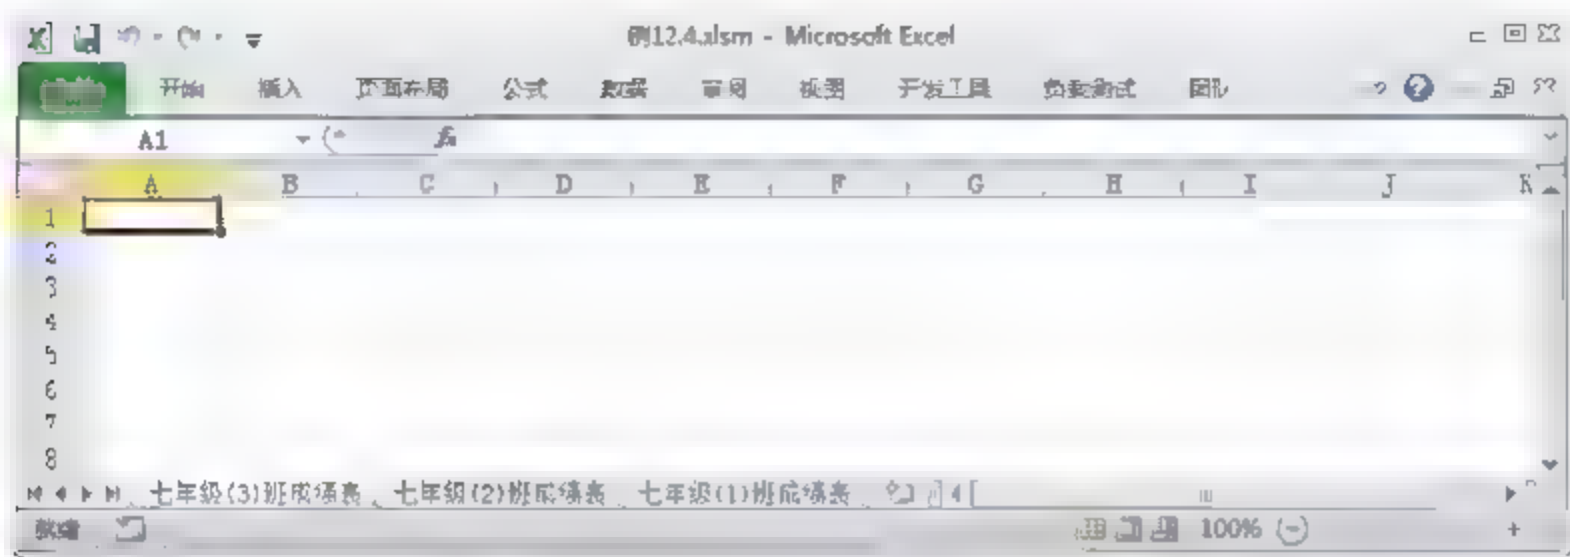 例12.4.xlsm - Microsoft Excel
开始 插入 页面布局 公式 数据 审阅 视图 开发工具 负载测试 团队
A1 fx
A B C D E F G H I J K
1
2
3
4
5
6
7
8
七年级(3)班成绩表 七年级(2)班成绩表 七年级(1)班成绩表
就绪 100%